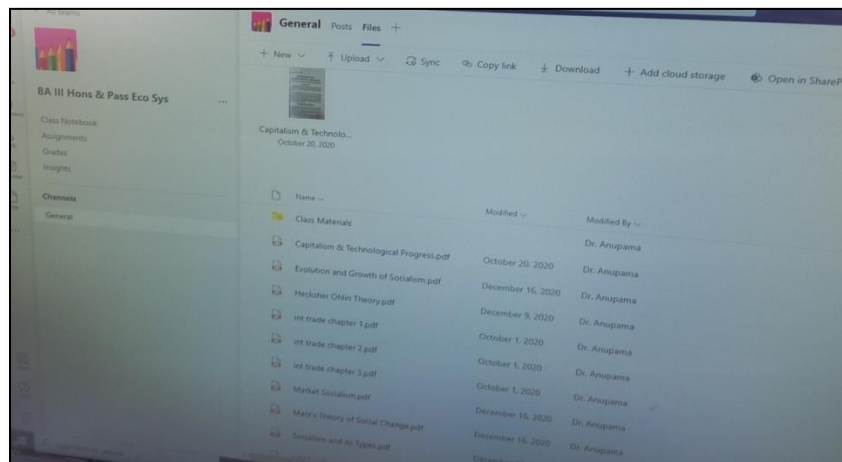 All teams
BA III Hons & Pass Eco Sys
...
Class Notebook
Assignments
Grades
Insights
Channels
General
General Posts Files +
+ New Upload Sync Copy link Download + Add cloud storage Open in ShareP
Capitalism & Technolo...
October 20, 2020
Name Modified Modified By
Class Materials Dr. Anupama
Capitalism & Technological Progress.pdf October 20, 2020 Dr. Anupama
Evolution and Growth of Socialism.pdf December 16, 2020 Dr. Anupama
Hecksher Ohlin Theory.pdf December 9, 2020 Dr. Anupama
int trade chapter 1.pdf October 1, 2020 Dr. Anupama
int trade chapter 2.pdf October 1, 2020 Dr. Anupama
int trade chapter 3.pdf October 1, 2020 Dr. Anupama
Market Socialism.pdf December 16, 2020 Dr. Anupama
Marx's Theory of Social Change.pdf December 16, 2020 Dr. Anupama
Socialism and its Types.pdf